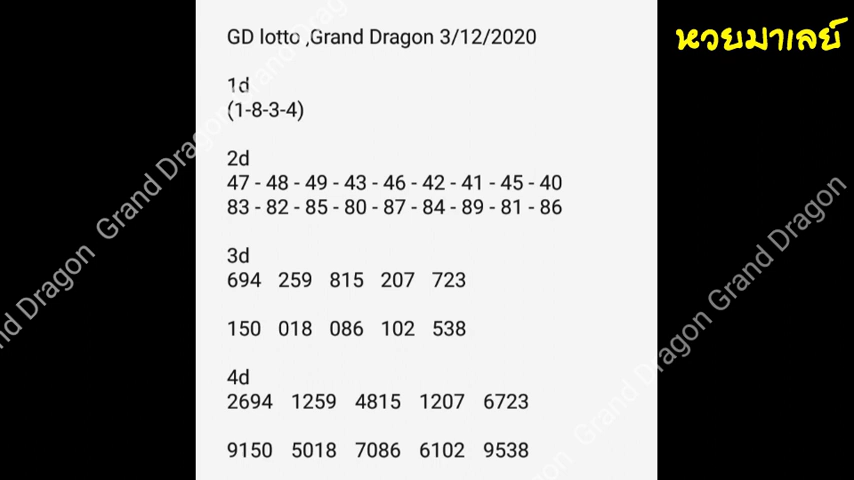 GD lotto ,Grand Dragon 3/12/2020
หวยมาเลย์
1d
(1-8-3-4)
2d
47 - 48 - 49 - 43 - 46 - 42 - 41 - 45 - 40
83 - 82 - 85 - 80 - 87 - 84 - 89 - 81 - 86
3d
694 259 815 207 723
150 018 086 102 538
4d
2694 1259 4815 1207 6723
9150 5018 7086 6102 9538
Grand Dragon Grand Dragon
Grand Dragon Grand Dragon